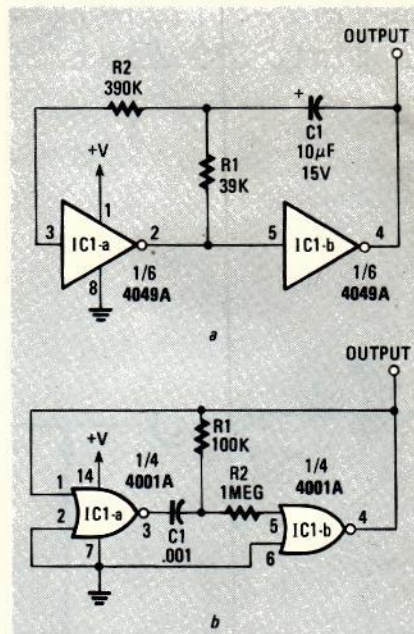 OUTPUT
R2
390K
+
C1
10µF
15V
+V
R1
39K
3
1
IC1-a
2
5
IC1-b
4
8
1/6
4049A
1/6
4049A
a
OUTPUT
+V
R1
100K
1/4
4001A
R2
1MEG
1/4
4001A
1
14
2
IC1-a
3
7
C1
.001
5
6
IC1-b
4
b